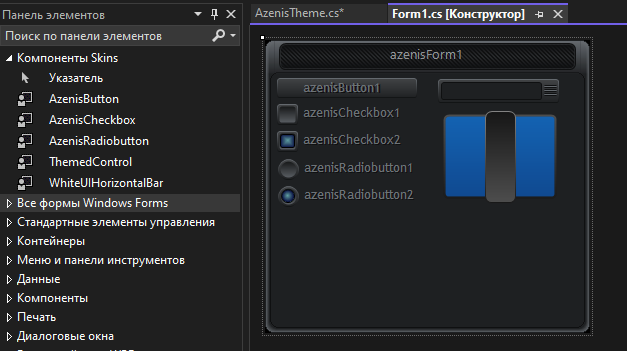 Панель элементов
Поиск по панели элементов
Компоненты Skins
Указатель
AzenisButton
AzenisCheckbox
AzenisRadiobutton
ThemedControl
WhiteUIHorizontalBar
Все формы Windows Forms
Стандартные элементы управления
Контейнеры
Меню и панели инструментов
Данные
Компоненты
Печать
Диалоговые окна
AzenisTheme.cs*
Form1.cs [Конструктор]
azenisForm1
azenisButton1
azenisCheckbox1
azenisCheckbox2
azenisRadiobutton1
azenisRadiobutton2